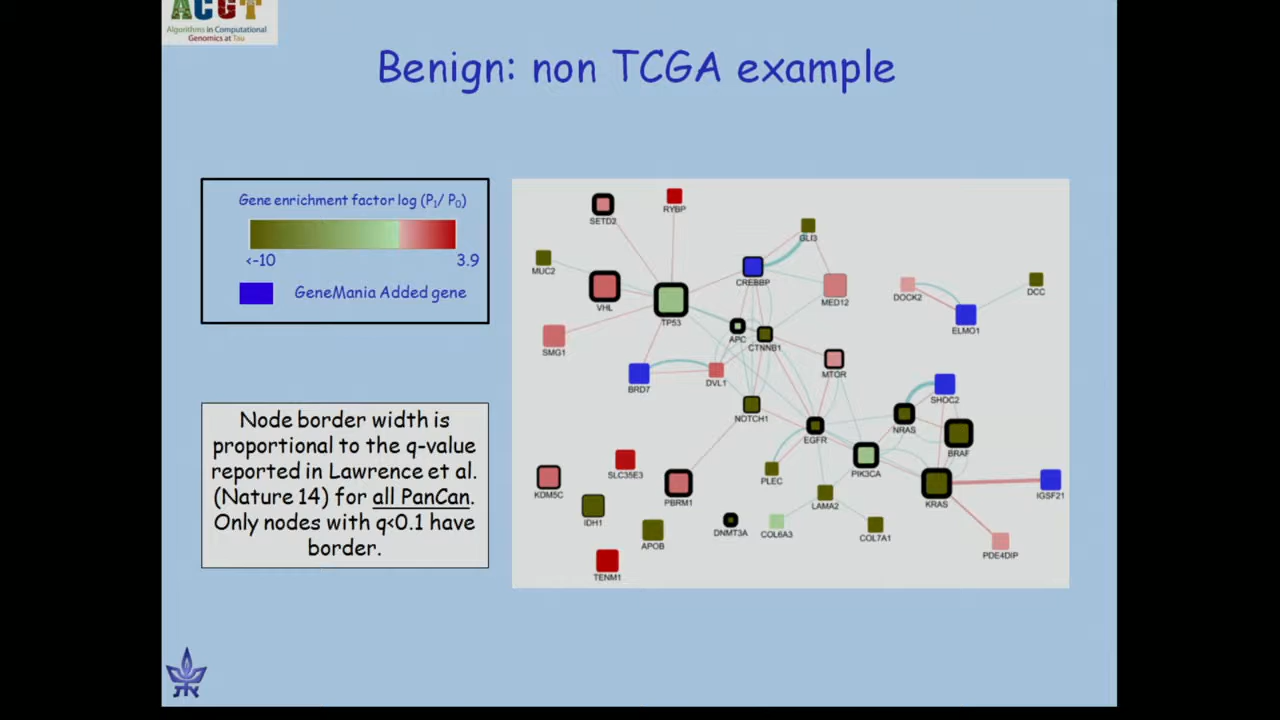 ACGT
Algorithms in Computational
Genomics at Tau
Benign: non TCGA example
Gene enrichment factor log (P1/ P0)
<-10
3.9
GeneMania Added gene
Node border width is
proportional to the q-value
reported in Lawrence et al.
(Nature 14) for all PanCan.
Only nodes with q<0.1 have
border.
SETD2
RYBP
GLI3
MUC2
CREBBP
VHL
MED12
DOCK2
DCC
TP53
ELMO1
APC
CTNNB1
SMG1
MTOR
BRD7
DVL1
SHOC2
NOTCH1
NRAS
EGFR
BRAF
PIK3CA
SLC35E3
PLEC
KDM5C
PBRM1
KRAS
IGSF21
LAMA2
IDH1
DNMT3A
COL6A3
COL7A1
APOB
PDE4DIP
TENM1